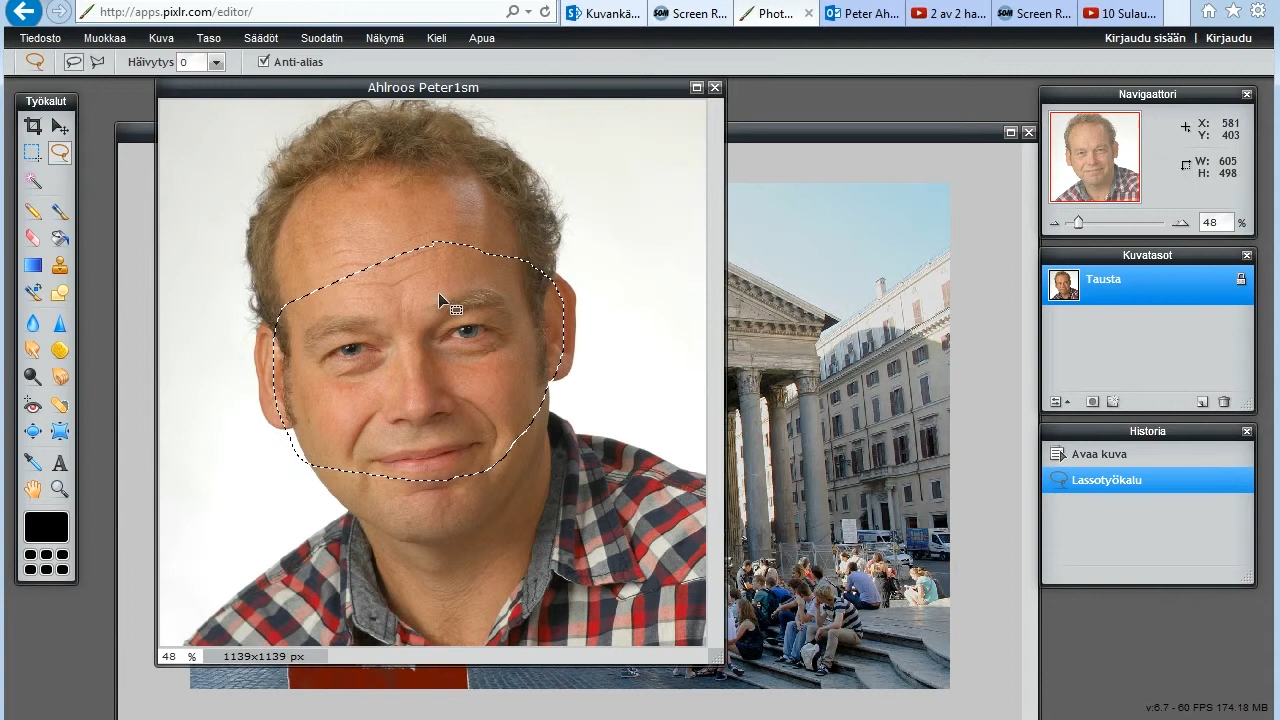 http://apps.pixlr.com/editor/
Kuvankä...
Screen R...
Phot...
Peter Ah...
2 av 2 ha...
Screen R...
10 Sulau...
Tiedosto Muokkaa Kuva Taso Säädöt Suodatin Näkymä Kieli Apua Kirjaudu sisään | Kirjaudu
Häivytys 0 Anti-alias
Työkalut
Ahlroos Peter1sm
48 % 1139x1139 px
Navigaattori
X: 581
Y: 403
W: 605
H: 498
48 %
Kuvatasot
Tausta
Historia
Avaa kuva
Lassotyökalu
v:6.7 - 60 FPS 174.18 MB